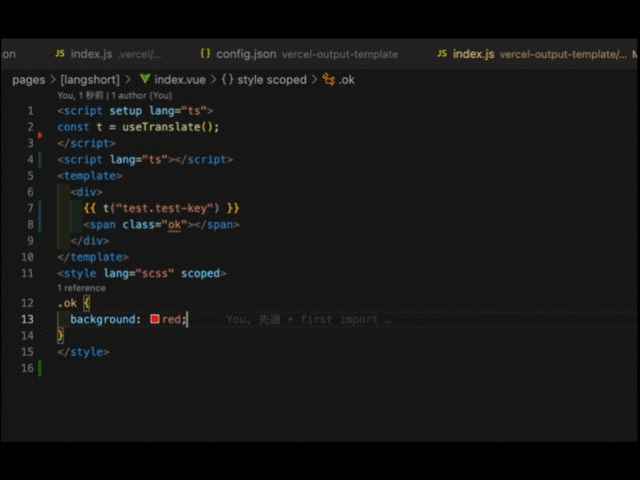 on JS index.js .vercel/... {} config.json vercel-output-template JS index.js vercel-output-template/... M
pages > [langshort] > index.vue > {} style scoped > .ok
You, 1 秒前 | 1 author (You)
1 <script setup lang="ts">
2 const t = useTranslate();
3 </script>
4 <script lang="ts"></script>
5 <template>
6 <div>
7 {{ t("test.test-key") }}
8 <span class="ok"></span>
9 </div>
10 </template>
11 <style lang="scss" scoped>
1 reference
12 .ok {
13 background: red; You, 先週 • first import …
14 }
15 </style>
16